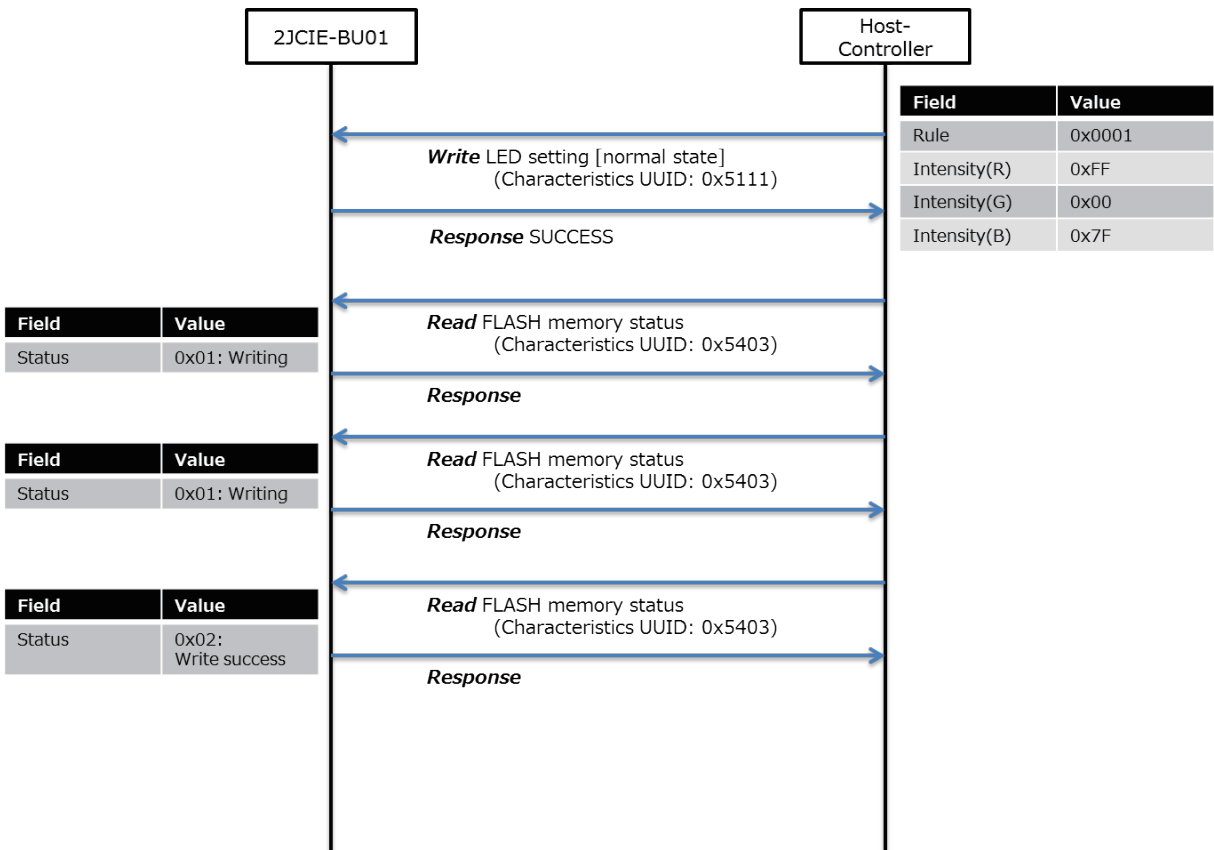 2JCIE-BU01
Host-
Controller
Field Value
Rule 0x0001
Intensity(R) 0xFF
Intensity(G) 0x00
Intensity(B) 0x7F
Write LED setting [normal state]
(Characteristics UUID: 0x5111)
Response SUCCESS
Field Value
Status 0x01: Writing
Read FLASH memory status
(Characteristics UUID: 0x5403)
Response
Field Value
Status 0x01: Writing
Read FLASH memory status
(Characteristics UUID: 0x5403)
Response
Field Value
Status 0x02:
Write success
Read FLASH memory status
(Characteristics UUID: 0x5403)
Response